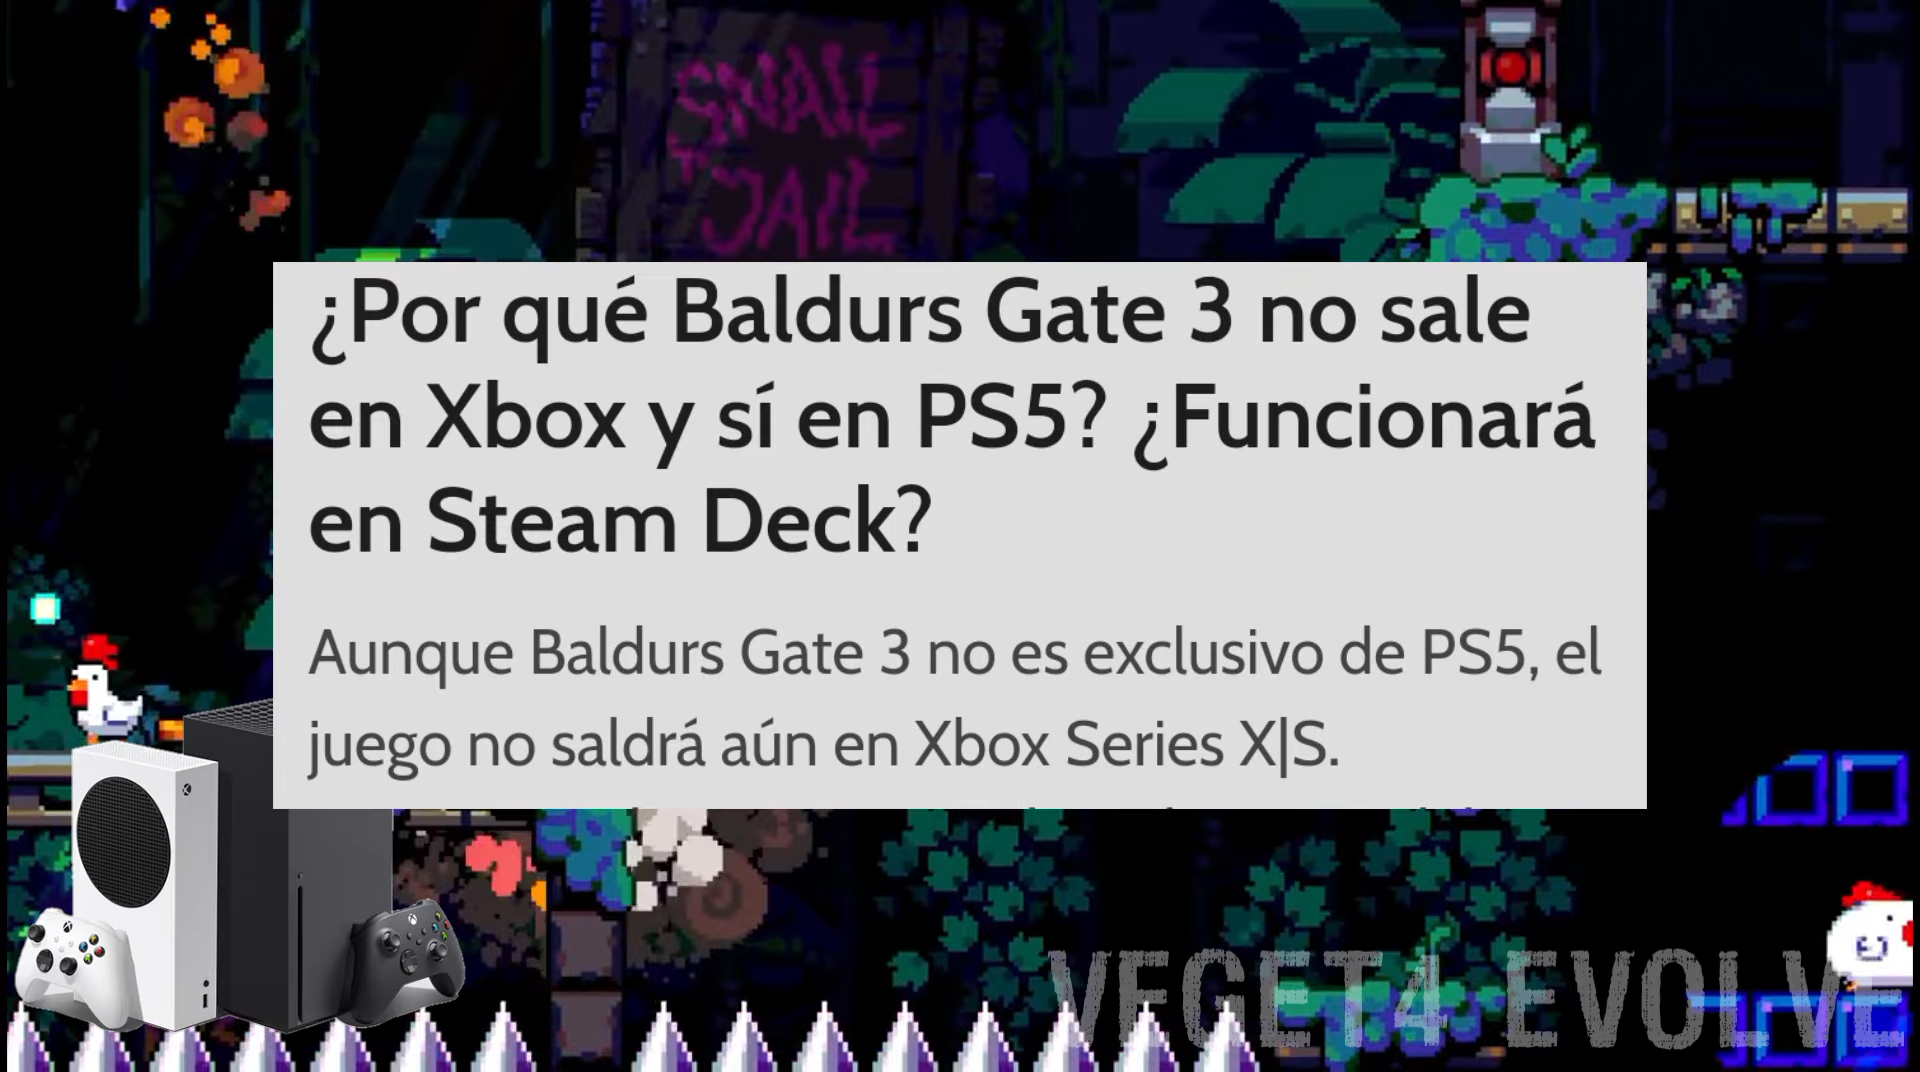 SNAIL
JAIL
¿Por qué Baldurs Gate 3 no sale
en Xbox y sí en PS5? ¿Funcionará
en Steam Deck?
Aunque Baldurs Gate 3 no es exclusivo de PS5, el
juego no saldrá aún en Xbox Series X|S.
VEGET4 EVOLVE